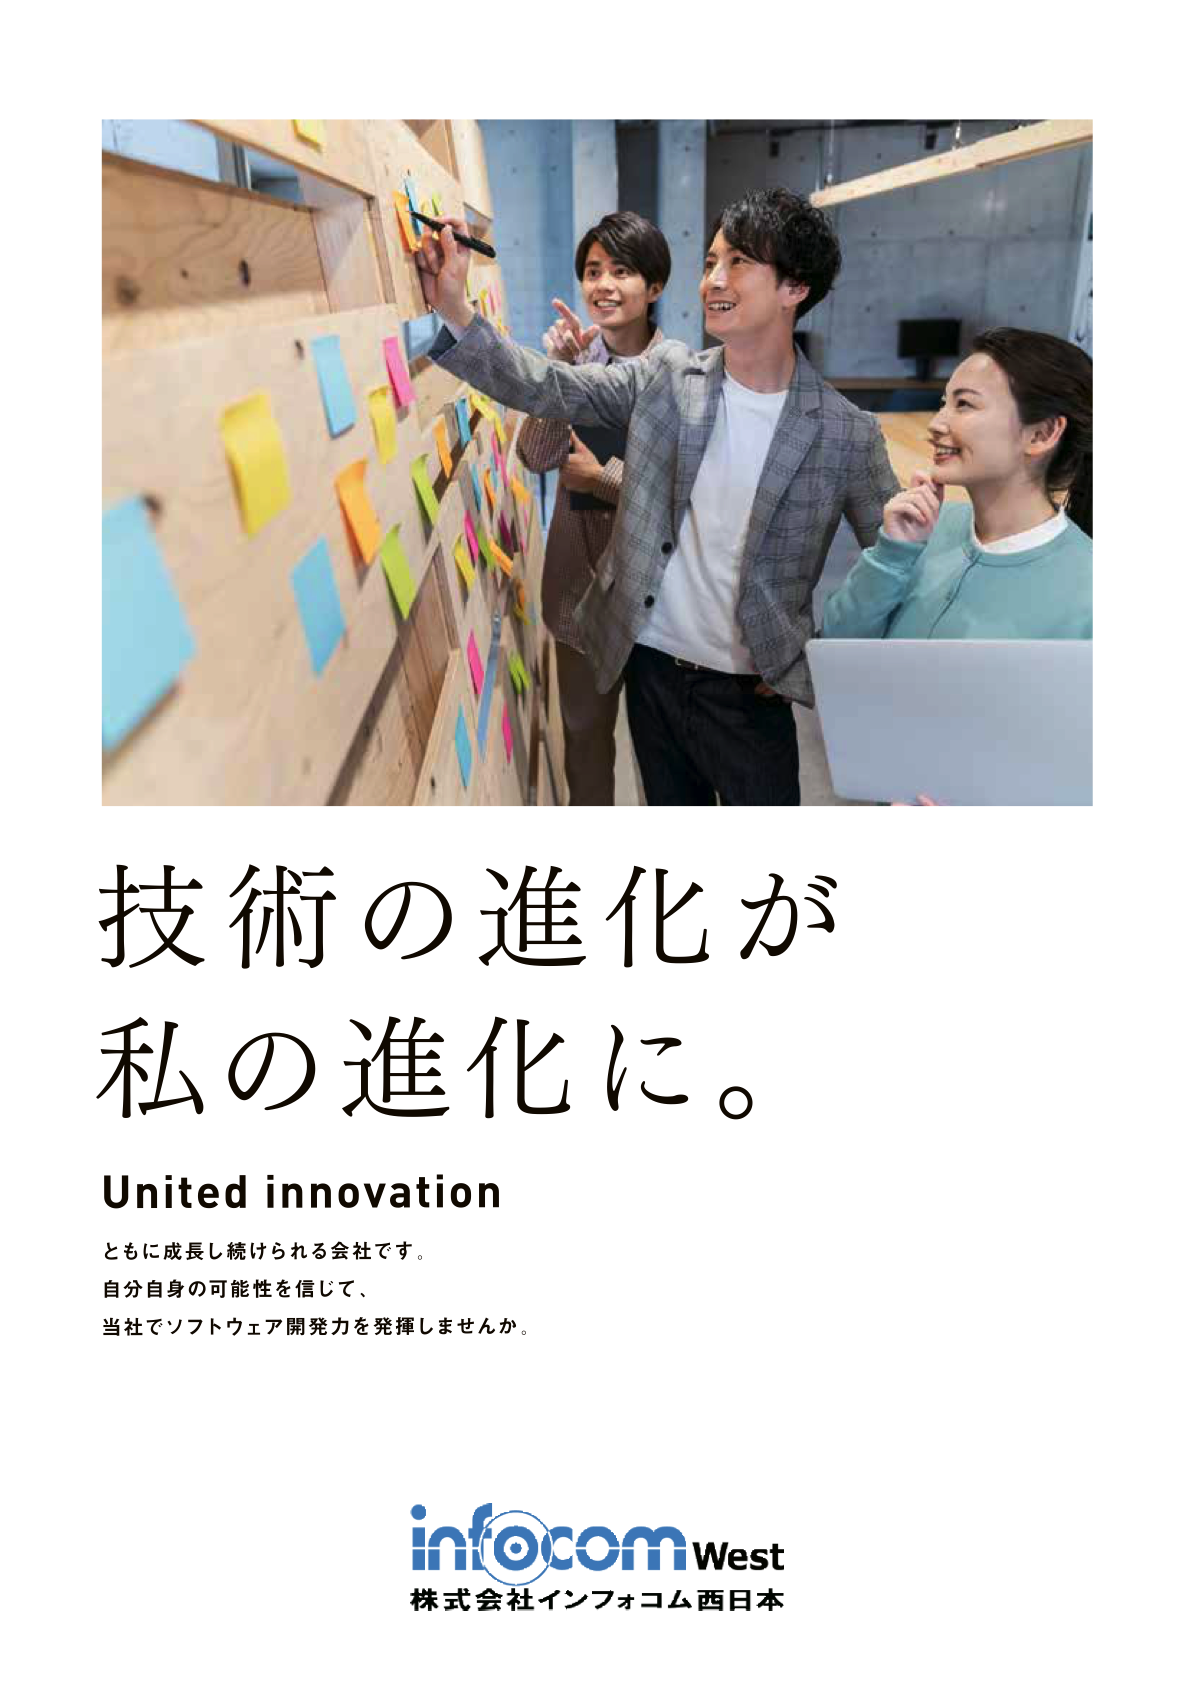 技術の進化が
私の進化に。
United innovation
ともに成長し続けられる会社です。
自分自身の可能性を信じて、
当社でソフトウェア開発力を発揮しませんか。
infocom West
株式会社インフォコム西日本